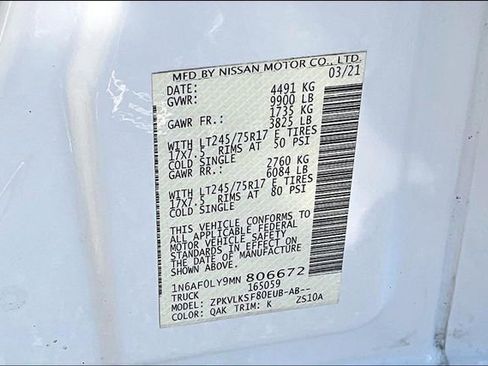 MFD BY NISSAN MOTOR CO., LTD.
DATE: 03/21
GVWR: 4491 KG
9900 LB
GAWR FR.: 1735 KG
3825 LB
WITH LT245/75R17 E TIRES
17X7.5 RIMS AT 50 PSI
COLD SINGLE
GAWR RR.: 2760 KG
6084 LB
WITH LT245/75R17 E TIRES
17X7.5 RIMS AT 80 PSI
COLD SINGLE
THIS VEHICLE CONFORMS TO
ALL APPLICABLE FEDERAL
MOTOR VEHICLE SAFETY
STANDARDS IN EFFECT ON
THE DATE OF MANUFACTURE
SHOWN ABOVE.
1N6AF0LY9MN 806672
TRUCK 165059
MODEL: ZPKVLKSF80EUB-AB--
COLOR: QAK TRIM: K ZS10A